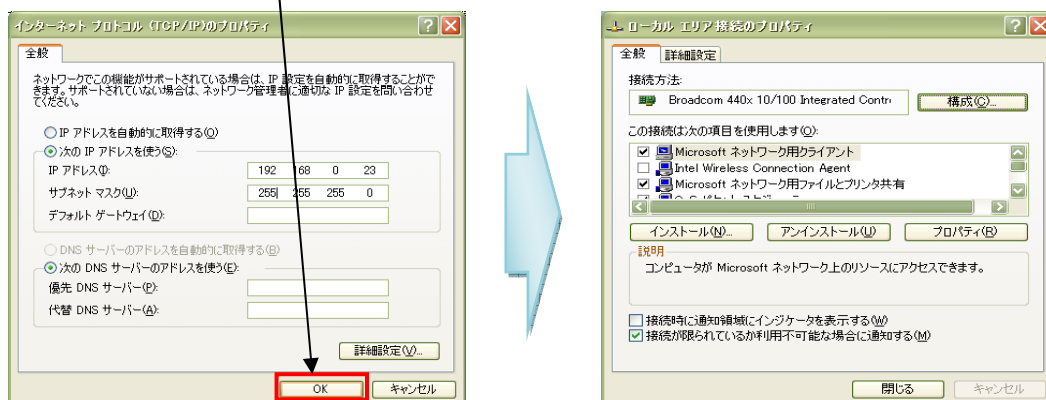 インターネット プロトコル (TCP/IP)のプロパティ
全般
ネットワークでこの機能がサポートされている場合は、IP 設定を自動的に取得することがで
きます。サポートされていない場合は、ネットワーク管理者に適切な IP 設定を問い合わせ
てください。
IP アドレスを自動的に取得する(O)
次の IP アドレスを使う(S):
IP アドレス(I): 192 168 0 23
サブネット マスク(U): 255 255 255 0
デフォルト ゲートウェイ(D):
DNS サーバーのアドレスを自動的に取得する(B)
次の DNS サーバーのアドレスを使う(E):
優先 DNS サーバー(P):
代替 DNS サーバー(A):
詳細設定(V)...
OK キャンセル
ローカル エリア接続のプロパティ
全般 詳細設定
接続方法:
Broadcom 440x 10/100 Integrated Contr
構成(C)...
この接続は次の項目を使用します(O):
Microsoft ネットワーク用クライアント
Intel Wireless Connection Agent
Microsoft ネットワーク用ファイルとプリンタ共有
インストール(N)... アンインストール(U) プロパティ(R)
説明
コンピュータが Microsoft ネットワーク上のリソースにアクセスできます。
接続時に通知領域にインジケータを表示する(W)
接続が限られているか利用不可能な場合に通知する(M)
閉じる キャンセル